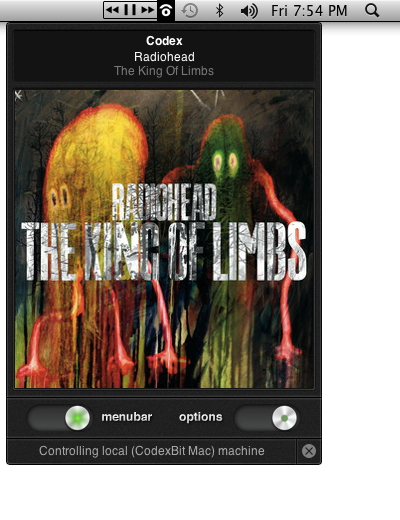 Fri 7:54 PM
Codex
Radiohead
The King Of Limbs
RADIOHEAD
THE KING OF LIMBS
menubar options
Controlling local (CodexBit Mac) machine